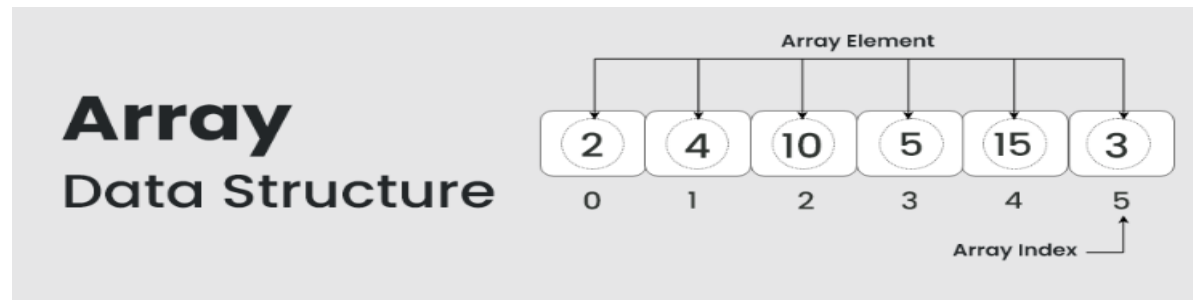 Array
Data Structure
Array Element
2 4 10 5 15 3
0 1 2 3 4 5
Array Index